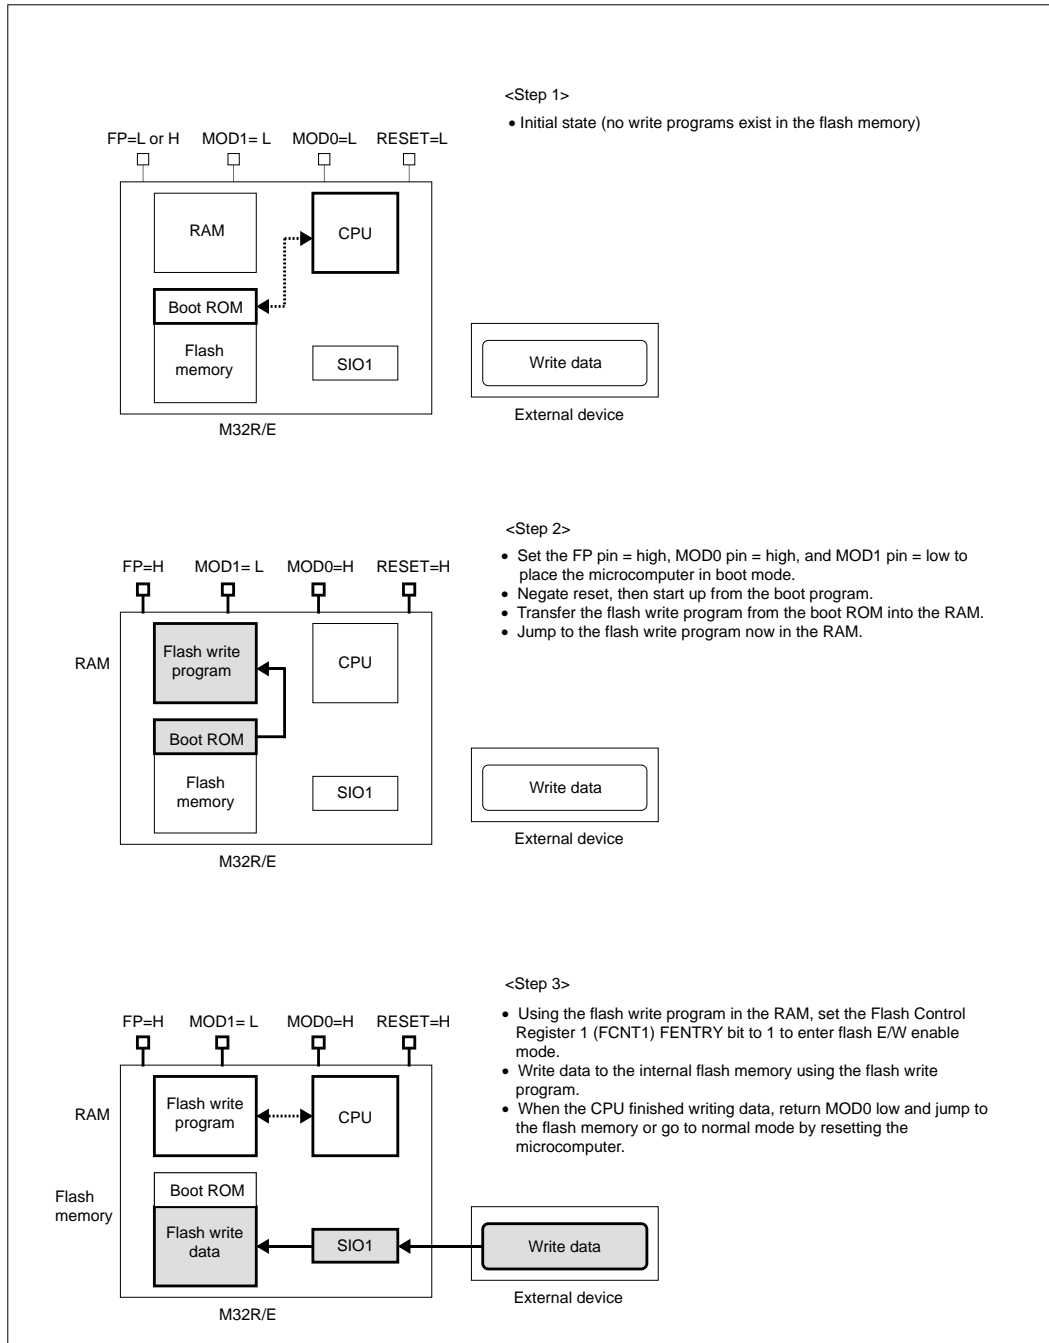 <Step 1>
• Initial state (no write programs exist in the flash memory)
FP=L or H MOD1= L MOD0=L RESET=L
RAM
CPU
Boot ROM
Flash
memory
SIO1
Write data
External device
M32R/E
<Step 2>
• Set the FP pin = high, MOD0 pin = high, and MOD1 pin = low to
place the microcomputer in boot mode.
• Negate reset, then start up from the boot program.
• Transfer the flash write program from the boot ROM into the RAM.
• Jump to the flash write program now in the RAM.
FP=H MOD1= L MOD0=H RESET=H
RAM
Flash write
program
CPU
Boot ROM
Flash
memory
SIO1
Write data
External device
M32R/E
<Step 3>
• Using the flash write program in the RAM, set the Flash Control
Register 1 (FCNT1) FENTRY bit to 1 to enter flash E/W enable
mode.
• Write data to the internal flash memory using the flash write
program.
• When the CPU finished writing data, return MOD0 low and jump to
the flash memory or go to normal mode by resetting the
microcomputer.
FP=H MOD1= L MOD0=H RESET=H
RAM
Flash write
program
CPU
Flash
memory
Boot ROM
Flash write
data
SIO1
Write data
External device
M32R/E